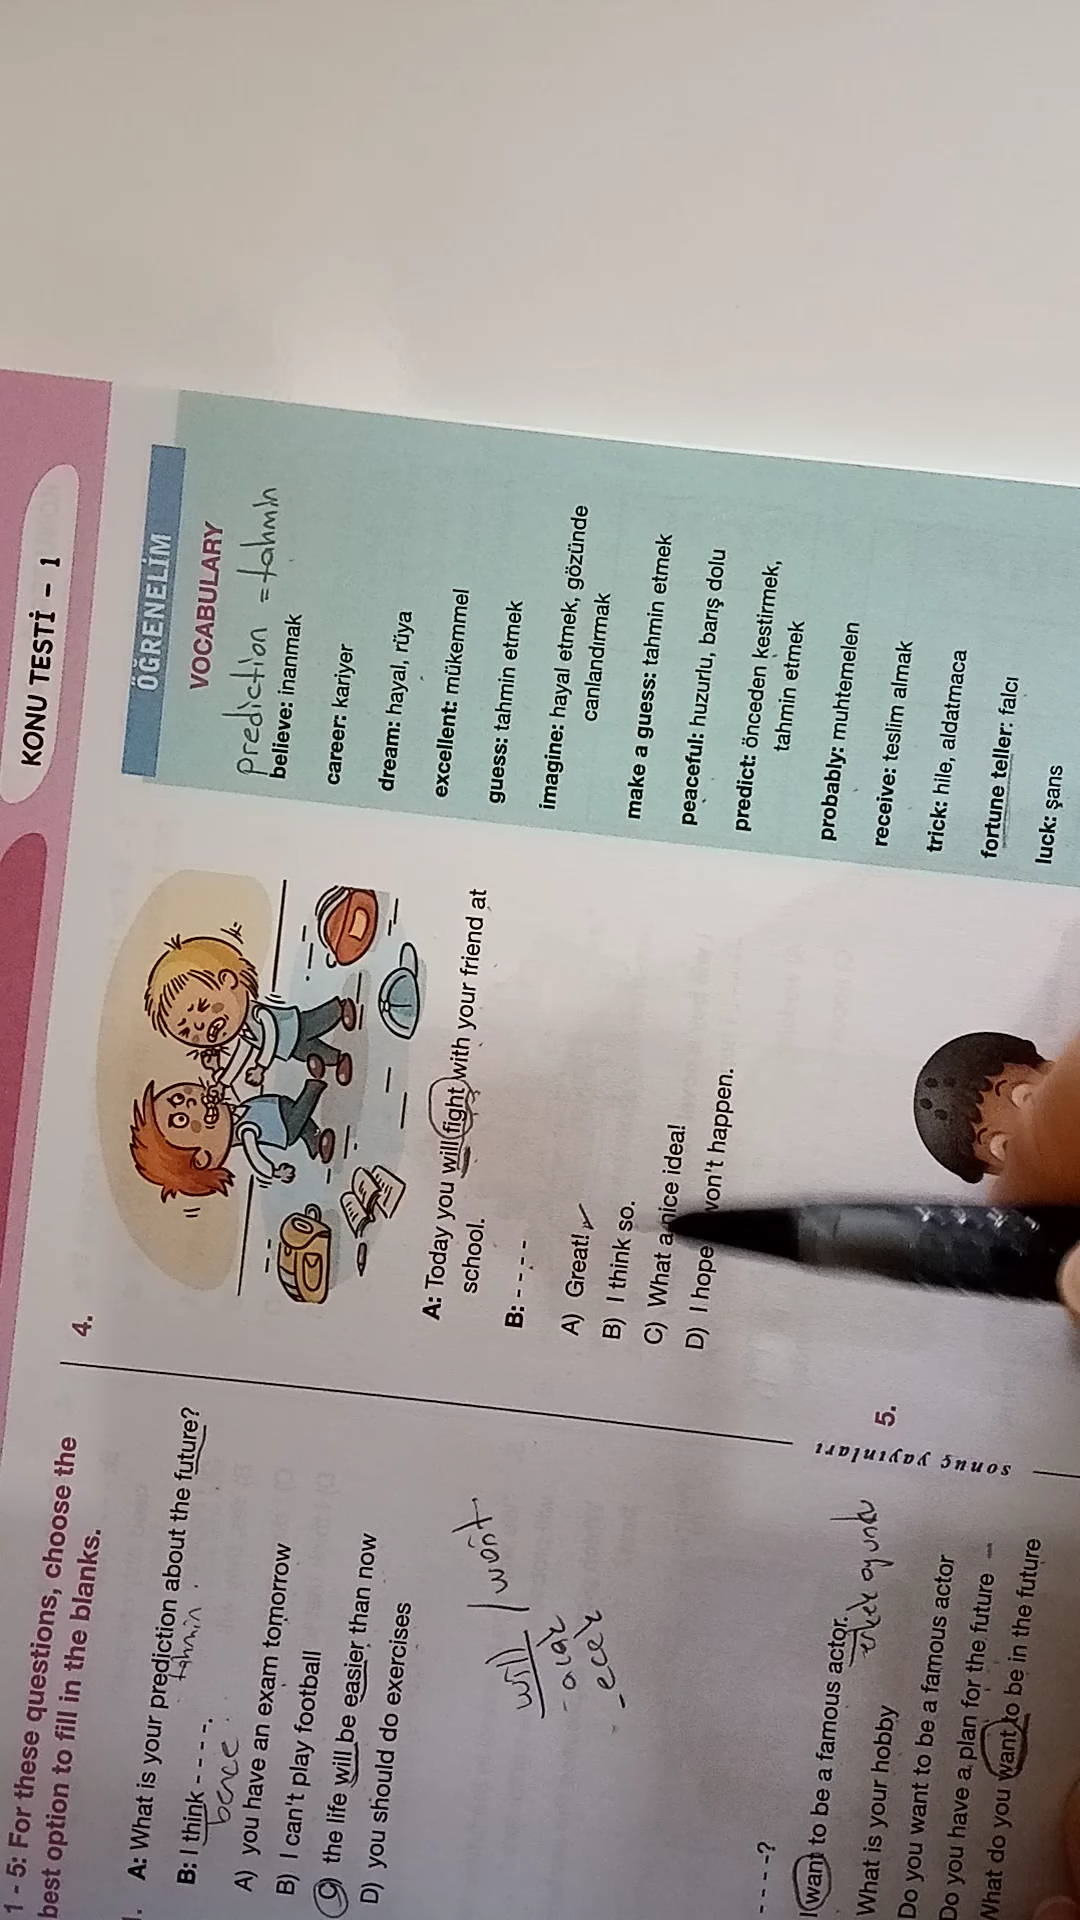 KONU TESTİ - 1
1 - 5: For these questions, choose the
best option to fill in the blanks.
A: What is your prediction about the future?
tahmin
B: I think - - - -.
bence
A) you have an exam tomorrow
B) I can't play football
the life will be easier than now
D) you should do exercises
will / won't
- acak
- ecek
- - - -?
I want to be a famous actor.
erkek oyuncu
What is your hobby
Do you want to be a famous actor
Do you have a plan for the future
What do you want to be in the future
sonuç yayınları
4.
A: Today you will fight with your friend at
school.
B: - - - - -
A) Great!
B) I think so.
C) What a nice idea!
D) I hope won't happen.
5.
ÖĞRENELİM
VOCABULARY
prediction = tahmin
believe: inanmak
career: kariyer
dream: hayal, rüya
excellent: mükemmel
guess: tahmin etmek
imagine: hayal etmek, gözünde
canlandırmak
make a guess: tahmin etmek
peaceful: huzurlu, barış dolu
predict: önceden kestirmek,
tahmin etmek
probably: muhtemelen
receive: teslim almak
trick: hile, aldatmaca
fortune teller: falcı
luck: şans